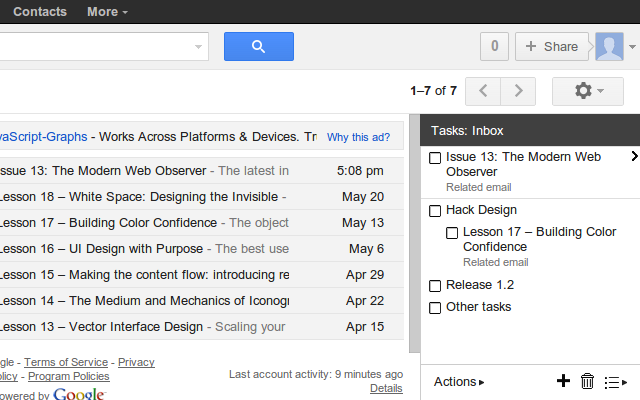 Contacts More
0 + Share
1–7 of 7
vaScript-Graphs - Works Across Platforms & Devices. Why this ad?
ssue 13: The Modern Web Observer - The latest in 5:08 pm
Lesson 18 – White Space: Designing the Invisible - May 20
Lesson 17 – Building Color Confidence - The object May 13
Lesson 16 – UI Design with Purpose - The best use May 6
Lesson 15 – Making the content flow: introducing re Apr 29
Lesson 14 – The Medium and Mechanics of Iconogr Apr 22
Lesson 13 – Vector Interface Design - Scaling your Apr 15
gle - Terms of Service - Privacy
olicy - Program Policies
owered by Google™
Last account activity: 9 minutes ago
Details
Tasks: Inbox
Issue 13: The Modern Web
Observer
Related email
Hack Design
Lesson 17 – Building Color
Confidence
Related email
Release 1.2
Other tasks
Actions